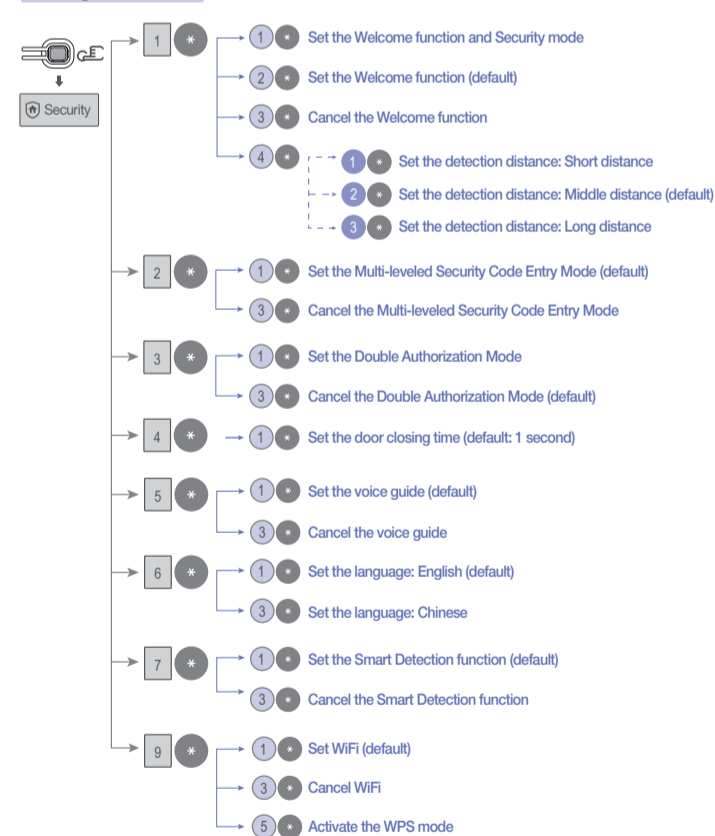 1 *
1 * Set the Welcome function and Security mode
2 * Set the Welcome function (default)
Security
3 * Cancel the Welcome function
4 *
1 * Set the detection distance: Short distance
2 * Set the detection distance: Middle distance (default)
3 * Set the detection distance: Long distance
2 *
1 * Set the Multi-leveled Security Code Entry Mode (default)
3 * Cancel the Multi-leveled Security Code Entry Mode
3 *
1 * Set the Double Authorization Mode
3 * Cancel the Double Authorization Mode (default)
4 *
1 * Set the door closing time (default: 1 second)
5 *
1 * Set the voice guide (default)
3 * Cancel the voice guide
6 *
1 * Set the language: English (default)
3 * Set the language: Chinese
7 *
1 * Set the Smart Detection function (default)
3 * Cancel the Smart Detection function
9 *
1 * Set WiFi (default)
3 * Cancel WiFi
5 * Activate the WPS mode